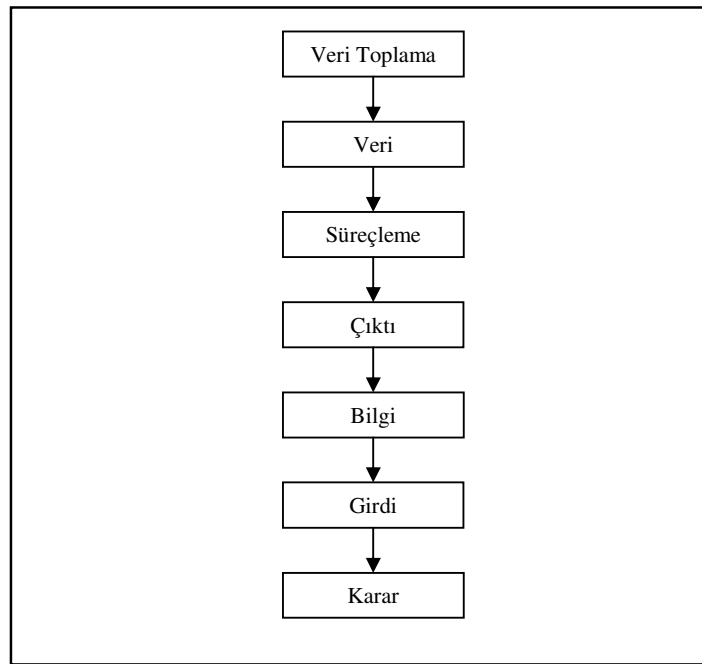 Veri Toplama
Veri
Süreçleme
Çıktı
Bilgi
Girdi
Karar